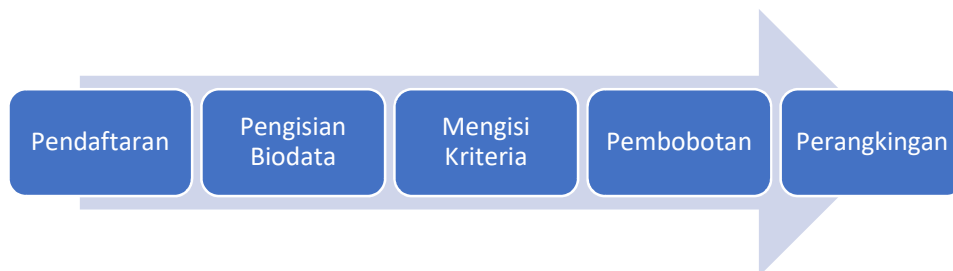 Pendaftaran
Pengisian
Biodata
Mengisi
Kriteria
Pembobotan
Perangkingan